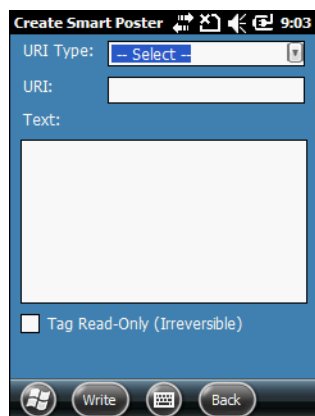 Create Smart Poster 9:03
URI Type: -- Select --
URI:
Text:
Tag Read-Only (Irreversible)
Write Back